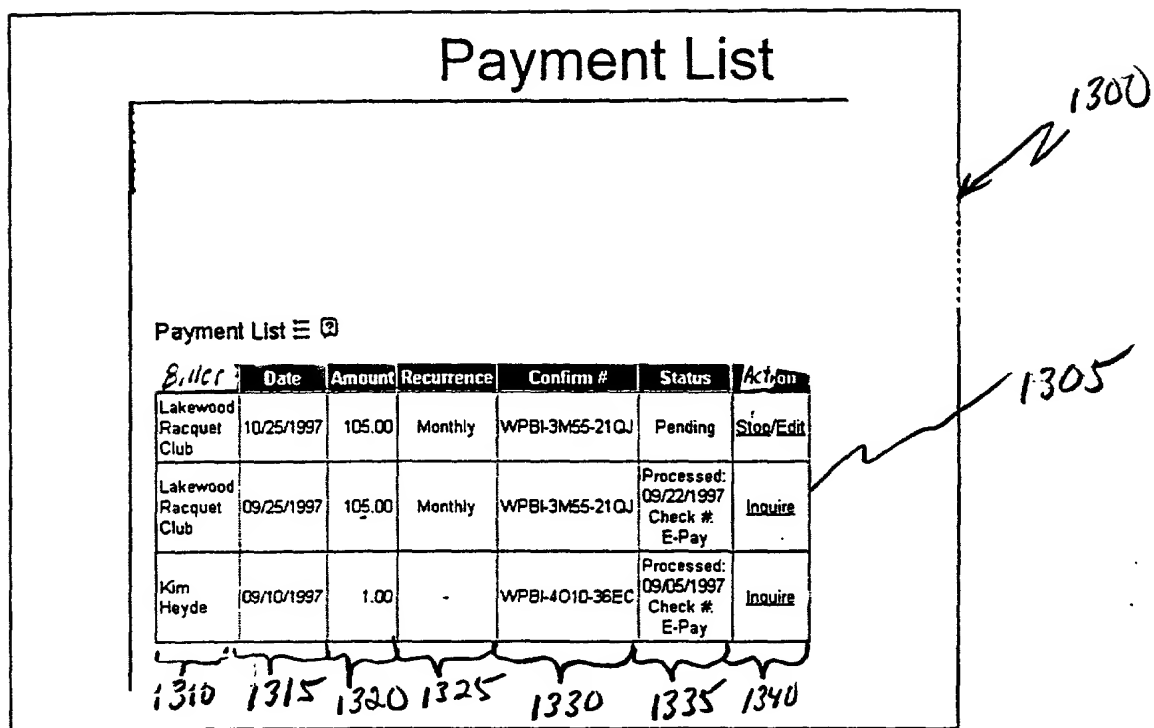 Payment List
1300
Payment List
Biller Date Amount Recurrence Confirm # Status Action
1305
Lakewood Racquet Club 10/25/1997 105.00 Monthly WPBI-3M55-21QJ Pending Stop/Edit
Lakewood Racquet Club 09/25/1997 105.00 Monthly WPBI-3M55-21QJ Processed: 09/22/1997 Check #: E-Pay Inquire
Kim Heyde 09/10/1997 1.00 - WPBI-4O10-36EC Processed: 09/05/1997 Check #: E-Pay Inquire
1310 1315 1320 1325 1330 1335 1340